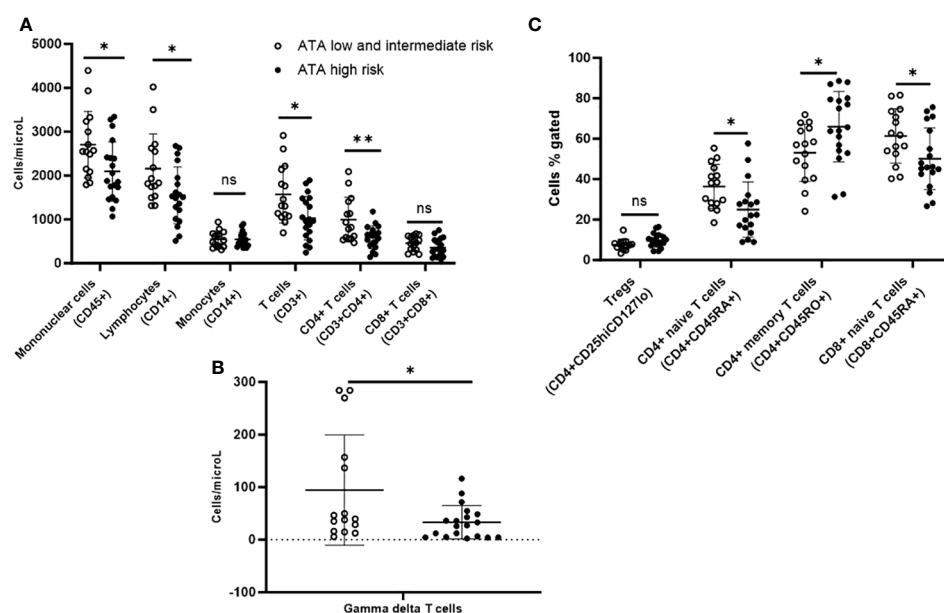 A
ATA low and intermediate risk
ATA high risk
Cells/microL
5000
4000
3000
2000
1000
0
*
*
ns
*
**
ns
Mononuclear cells
(CD45+)
Lymphocytes
(CD14-)
Monocytes
(CD14+)
T cells
(CD3+)
CD4+ T cells
(CD3+CD4+)
CD8+ T cells
(CD3+CD8+)
B
Cells/microL
300
200
100
0
-100
*
Gamma delta T cells
C
Cells % gated
100
80
60
40
20
0
ns
*
*
*
Tregs
(CD4+CD25hiCD127lo)
CD4+ naive T cells
(CD4+CD45RA+)
CD4+ memory T cells
(CD4+CD45RO+)
CD8+ naïve T cells
(CD8+CD45RA+)